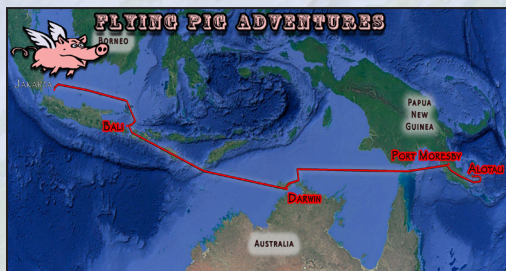 FLYING PIG ADVENTURES
BORNEO
JAKARTA
BALI
PAPUA
NEW
GUINEA
PORT MORESBY
ALOTAU
DARWIN
AUSTRALIA